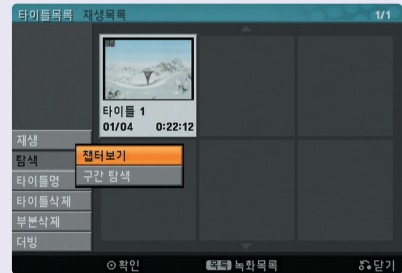 타이틀목록 재생목록 1/1
타이틀 1
01/04 0:22:12
재생
탐색
타이틀명
타이틀삭제
부분삭제
더빙
챕터보기
구간 탐색
⊙확인 목록 녹화목록 닫기